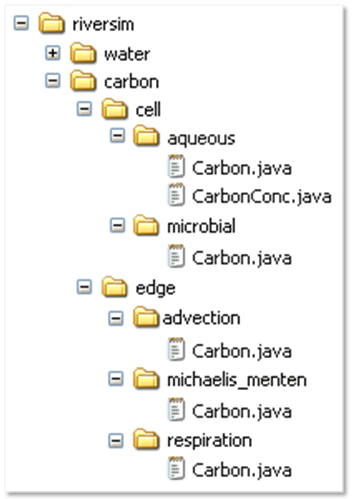 riversim
water
carbon
cell
aqueous
Carbon.java
CarbonConc.java
microbial
Carbon.java
edge
advection
Carbon.java
michaelis_menten
Carbon.java
respiration
Carbon.java